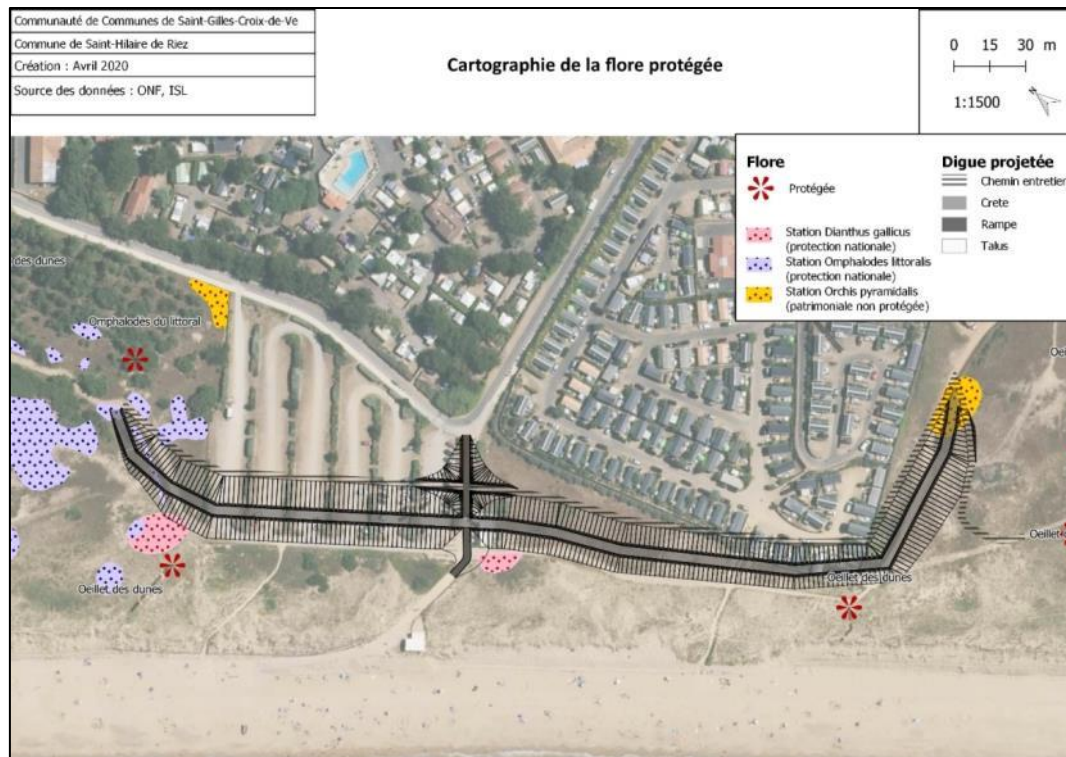 Communauté de Communes de Saint-Gilles-Croix-de-Ve
Commune de Saint-Hilaire de Riez
Création : Avril 2020
Source des données : ONF, ISL
Cartographie de la flore protégée
0 15 30 m
1:1500
N
Flore
Protégée
Station Dianthus gallicus
(protection nationale)
Station Omphalodes littoralis
(protection nationale)
Station Orchis pyramidalis
(patrimoniale non protégée)
Digue projetée
Chemin entretien
Crete
Rampe
Talus
des dunes
Omphalodes du littoral
Oei
Oeillet
Oeillet des dunes
Oeillet des dunes